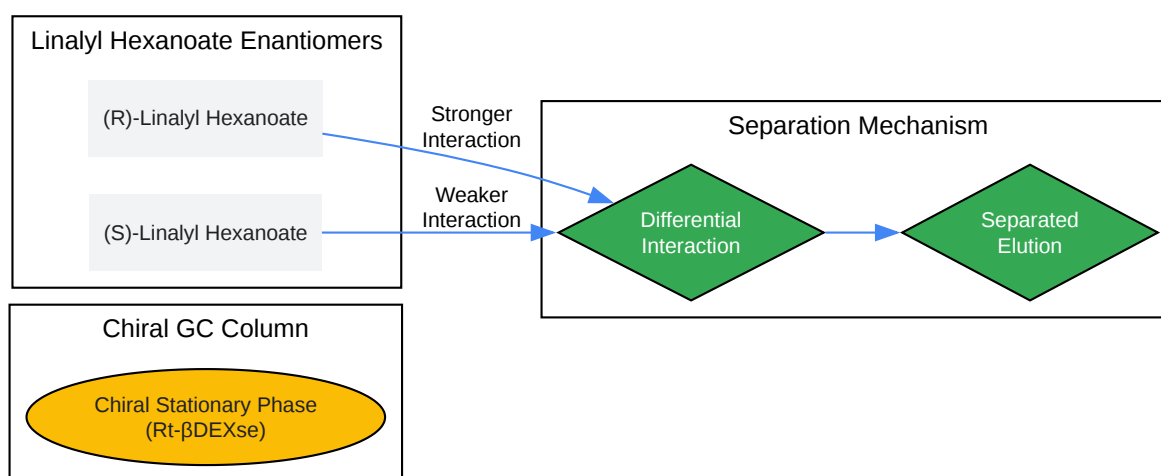 Linalyl Hexanoate Enantiomers
(R)-Linalyl Hexanoate
(S)-Linalyl Hexanoate
Stronger
Interaction
Weaker
Interaction
Separation Mechanism
Differential
Interaction
Separated
Elution
Chiral GC Column
Chiral Stationary Phase
(Rt-βDEXse)